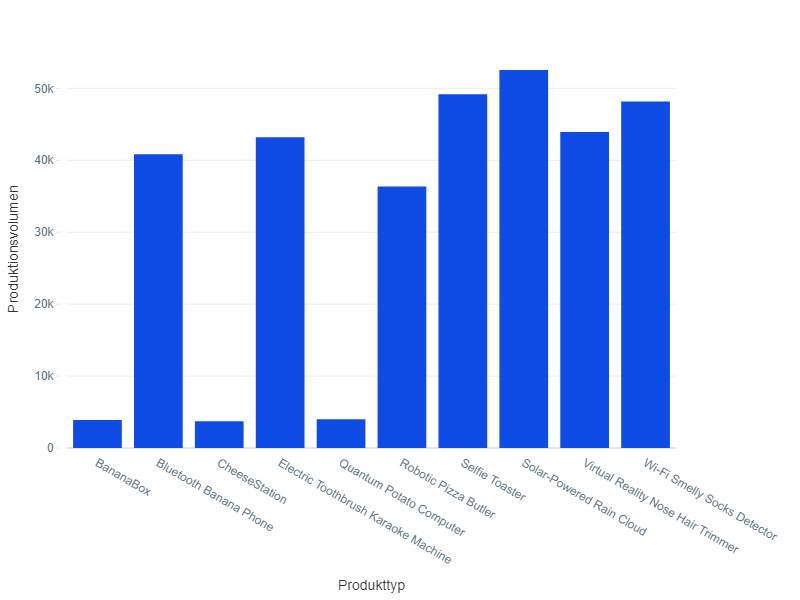 Produktionsvolumen
50k
40k
30k
20k
10k
0
BananaBox
Bluetooth Banana Phone
CheeseStation
Electric Toothbrush Karaoke Machine
Quantum Potato Computer
Robotic Pizza Butler
Selfie Toaster
Solar-Powered Rain Cloud
Virtual Reality Nose Hair Trimmer
Wi-Fi Smelly Socks Detector
Produkttyp